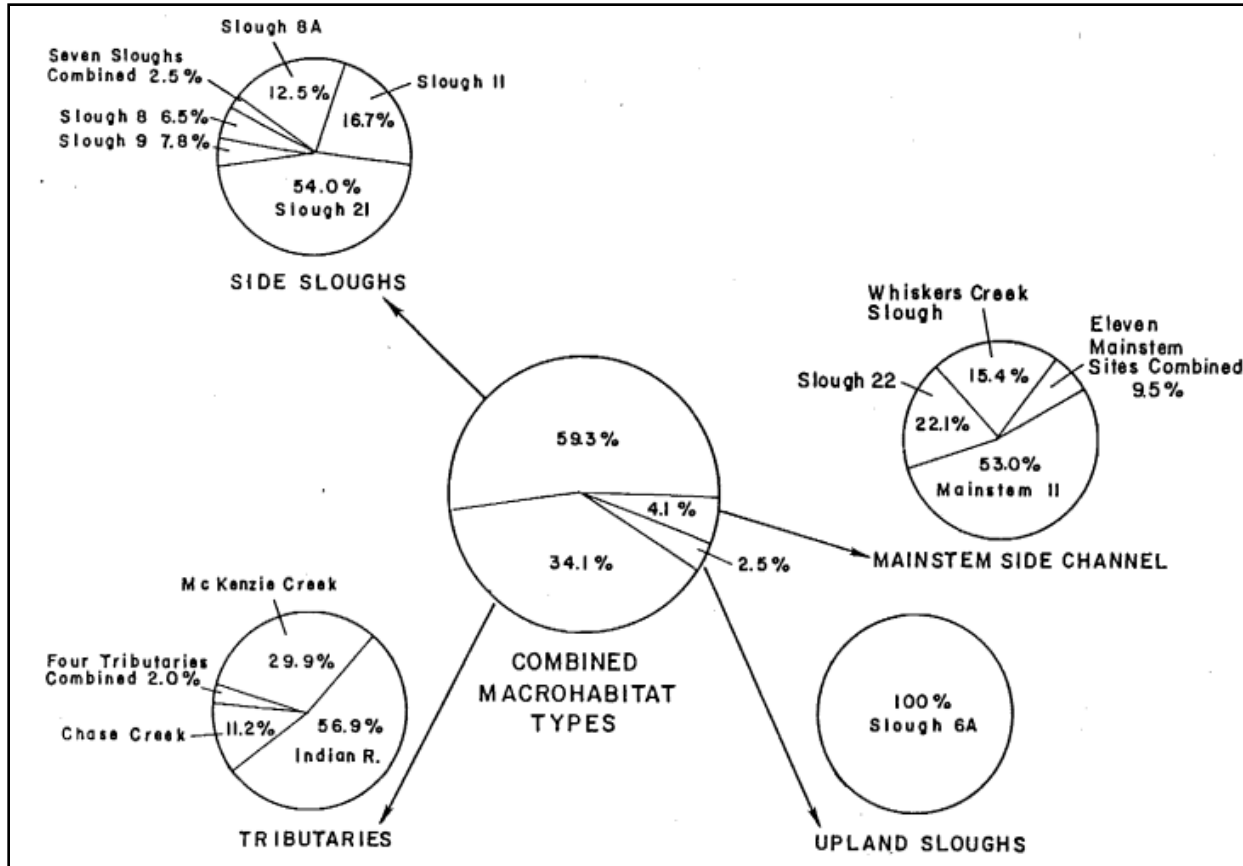 Slough 8A
Seven Sloughs
Combined 2.5%
12.5%
Slough 11
16.7%
Slough 8 6.5%
Slough 9 7.8%
54.0%
Slough 21
SIDE SLOUGHS
Whiskers Creek
Slough
Eleven
Mainstem
Sites Combined
9.5%
15.4%
Slough 22
22.1%
53.0%
Mainstem 11
MAINSTEM SIDE CHANNEL
59.3%
4.1%
2.5%
34.1%
COMBINED
MACROHABITAT
TYPES
McKenzie Creek
29.9%
Four Tributaries
Combined 2.0%
Chase Creek
11.2%
56.9%
Indian R.
TRIBUTARIES
100%
Slough 6A
UPLAND SLOUGHS